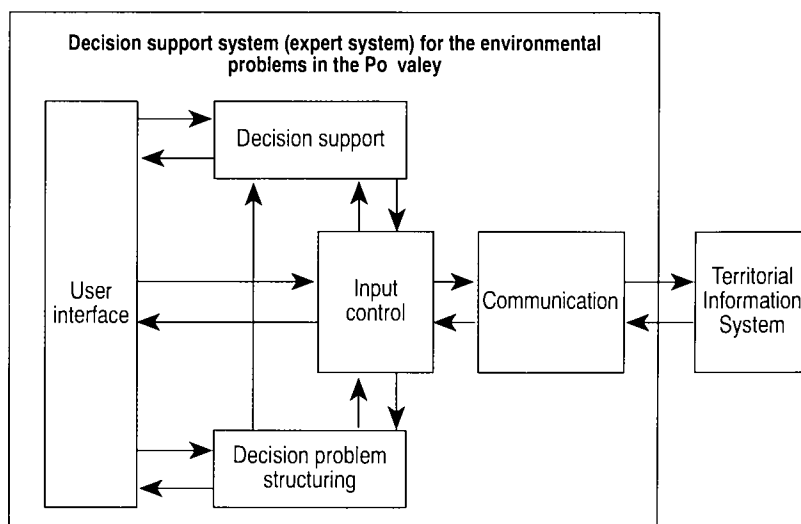 Decision support system (expert system) for the environmental
problems in the Po valey
Decision support
User
interface
Input
control
Communication
Territorial
Information
System
Decision problem
structuring